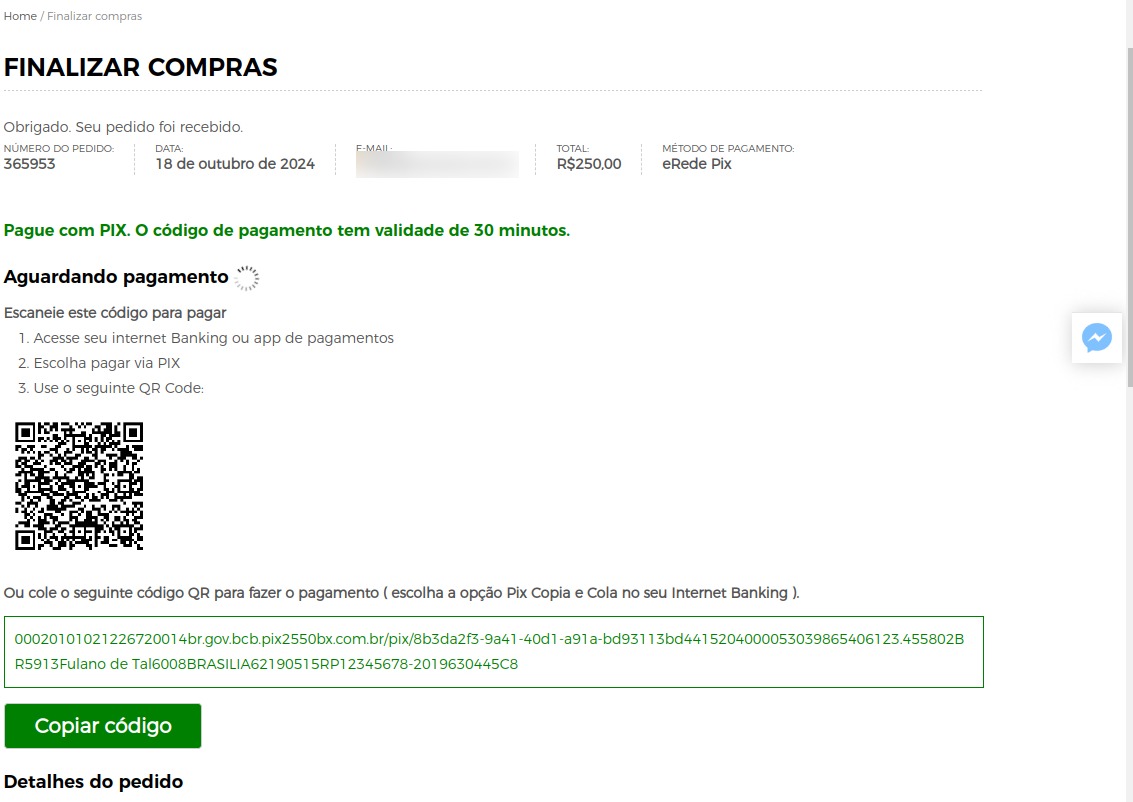 Home / Finalizar compras
FINALIZAR COMPRAS
Obrigado. Seu pedido foi recebido.
NÚMERO DO PEDIDO:
365953
DATA:
18 de outubro de 2024
E-MAIL:
TOTAL:
R$250,00
MÉTODO DE PAGAMENTO:
eRede Pix
Pague com PIX. O código de pagamento tem validade de 30 minutos.
Aguardando pagamento
Escaneie este código para pagar
1. Acesse seu internet Banking ou app de pagamentos
2. Escolha pagar via PIX
3. Use o seguinte QR Code:
Ou cole o seguinte código QR para fazer o pagamento ( escolha a opção Pix Copia e Cola no seu Internet Banking ).
00020101021226720014br.gov.bcb.pix2550bx.com.br/pix/8b3da2f3-9a41-40d1-a91a-bd93113bd4415204000053039865406123.455802B
R5913Fulano de Tal6008BRASILIA62190515RP12345678-2019630445C8
Copiar código
Detalhes do pedido